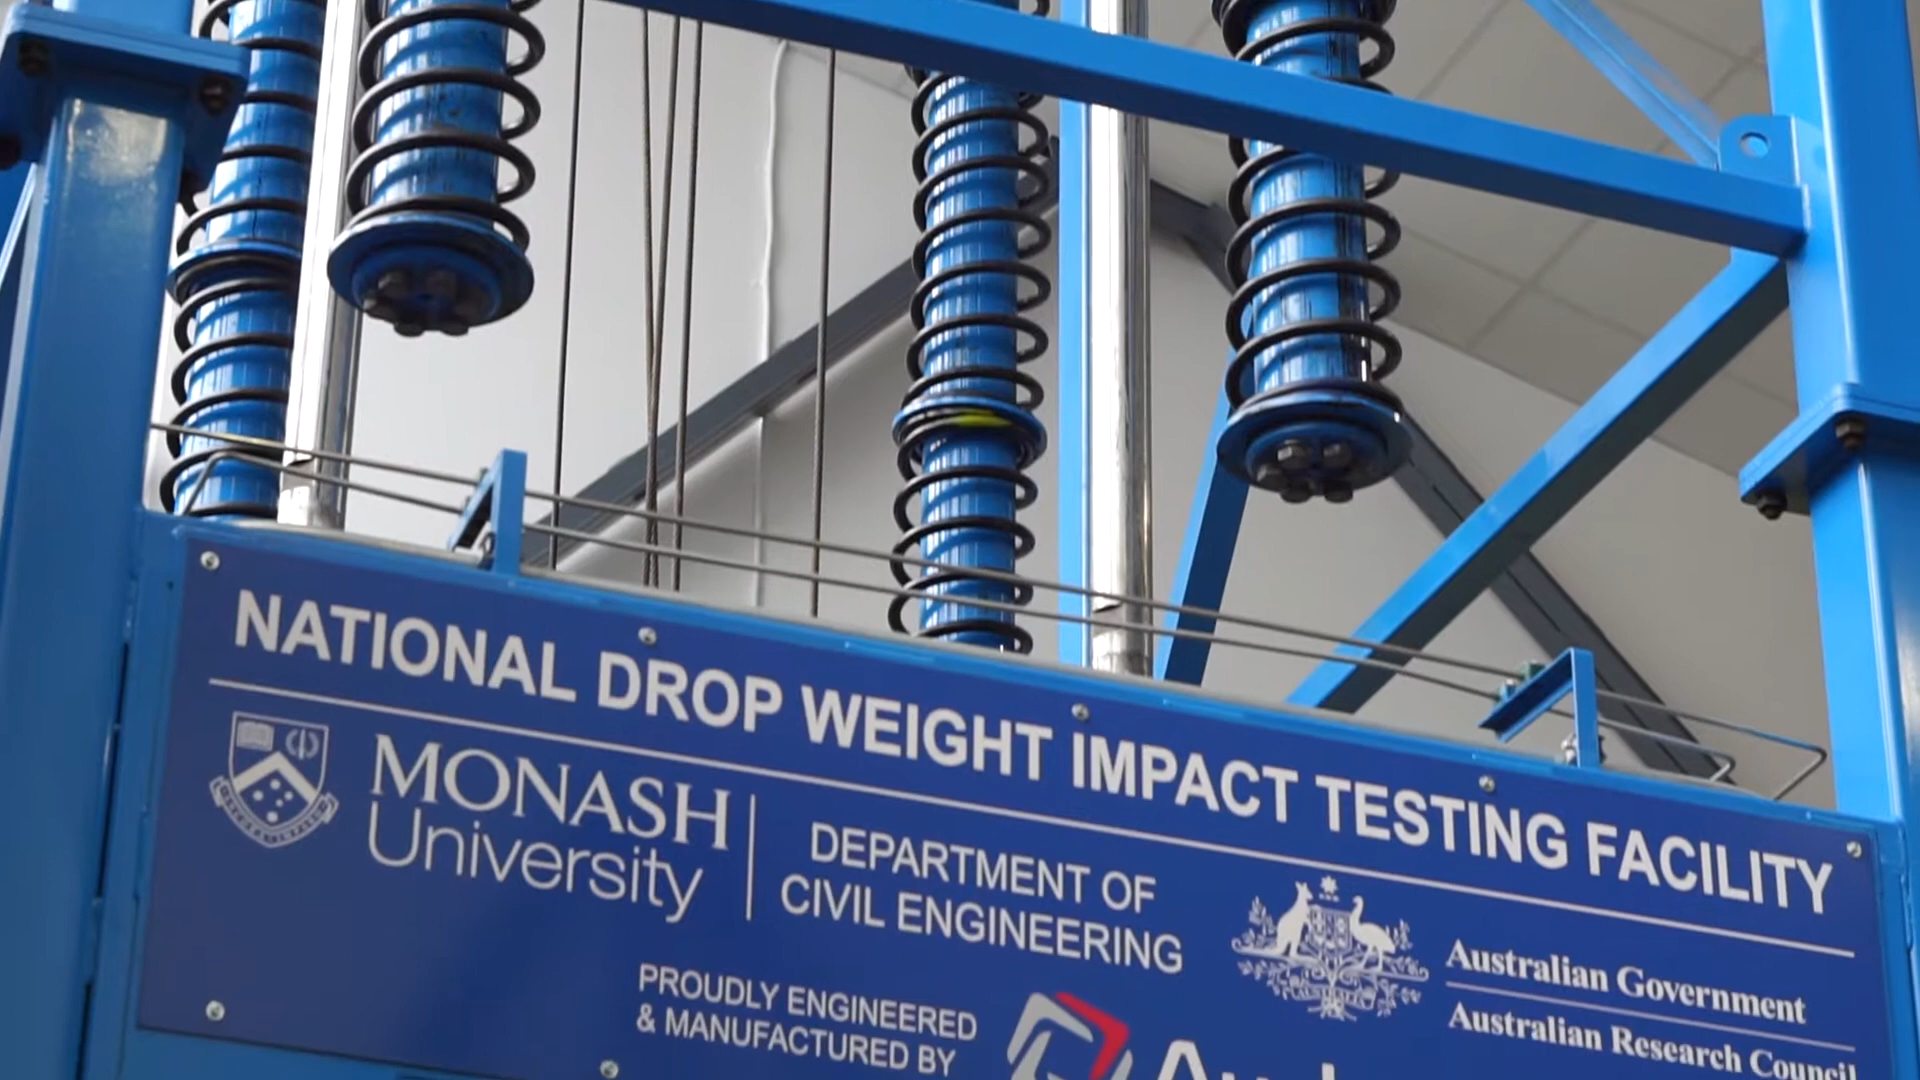 NATIONAL DROP WEIGHT IMPACT TESTING FACILITY
MONASH
University
DEPARTMENT OF
CIVIL ENGINEERING
Australian Government
Australian Research Council
PROUDLY ENGINEERED
& MANUFACTURED BY